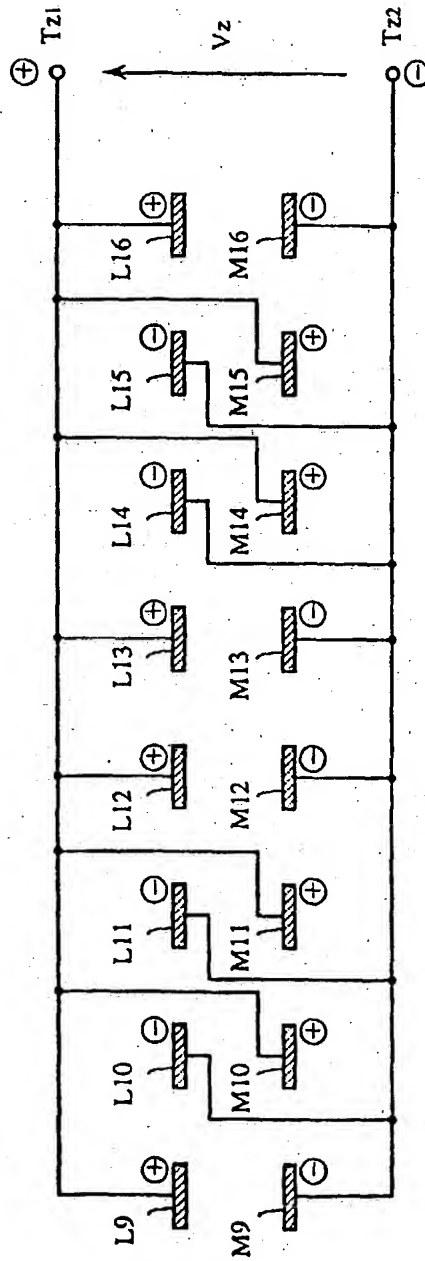 ⊕ Tz1
Vz
⊖ Tz2
L9 ⊕
L10 ⊖
L11 ⊖
L12 ⊕
L13 ⊕
L14 ⊖
L15 ⊖
L16 ⊕
M9 ⊖
M10 ⊕
M11 ⊕
M12 ⊖
M13 ⊖
M14 ⊕
M15 ⊕
M16 ⊖